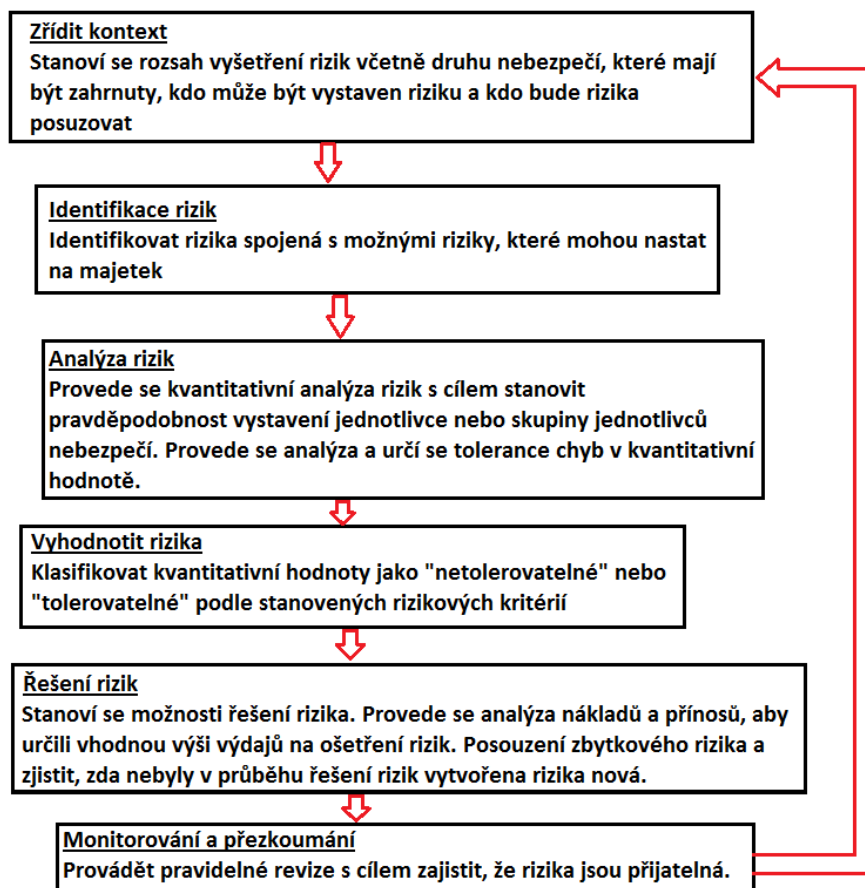 Zřídit kontext
Stanoví se rozsah vyšetření rizik včetně druhu nebezpečí, které mají
být zahrnuty, kdo může být vystaven riziku a kdo bude rizika
posuzovat
Identifikace rizik
Identifikovat rizika spojená s možnými riziky, které mohou nastat
na majetek
Analýza rizik
Provede se kvantitativní analýza rizik s cílem stanovit
pravděpodobnost vystavení jednotlivce nebo skupiny jednotlivců
nebezpečí. Provede se analýza a určí se tolerance chyb v kvantitativní
hodnotě.
Vyhodnotit rizika
Klasifikovat kvantitativní hodnoty jako "netolerovatelné" nebo
"tolerovatelné" podle stanovených rizikových kritérií
Řešení rizik
Stanoví se možnosti řešení rizika. Provede se analýza nákladů a přínosů, aby
určili vhodnou výši výdajů na ošetření rizik. Posouzení zbytkového rizika a
zjistit, zda nebyly v průběhu řešení rizik vytvořena rizika nová.
Monitorování a přezkoumání
Provádět pravidelné revize s cílem zajistit, že rizika jsou přijatelná.